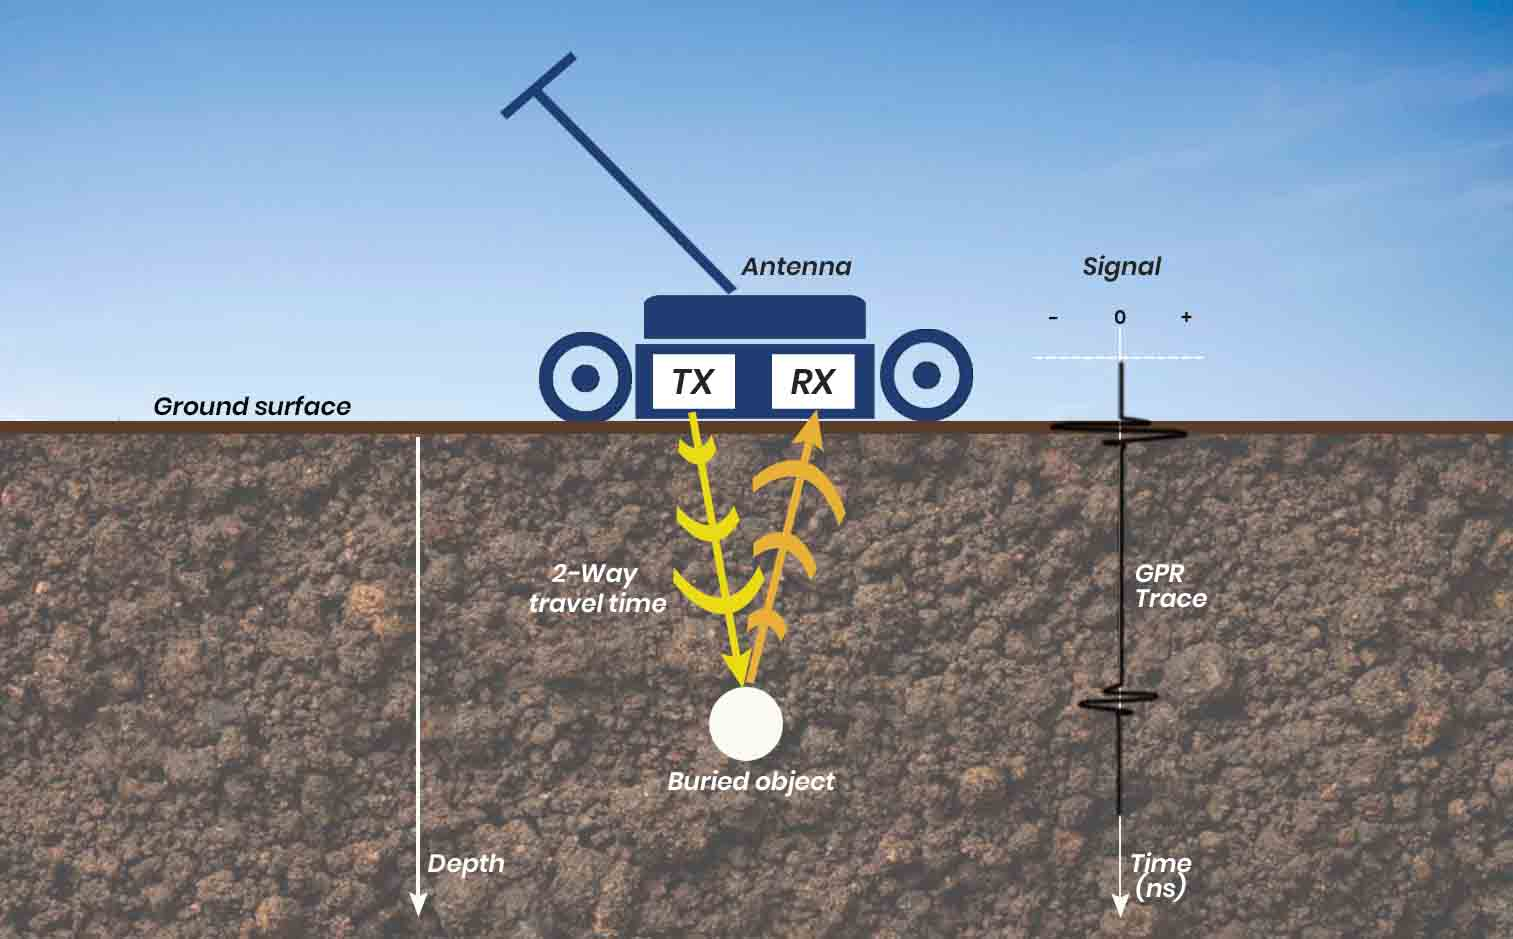 Antenna
Signal
- 0 +
TX
RX
Ground surface
2-Way
travel time
GPR
Trace
Buried object
Depth
Time
(ns)